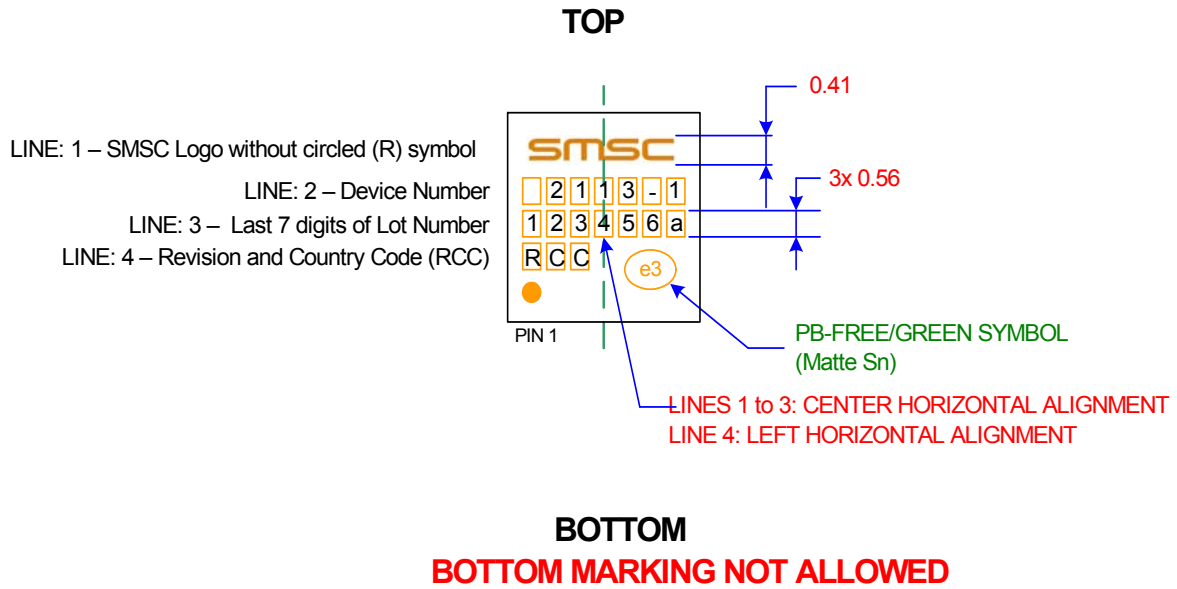 TOP
0.41
LINE: 1 – SMSC Logo without circled (R) symbol
SMSC
3x 0.56
LINE: 2 – Device Number
2113-1
LINE: 3 – Last 7 digits of Lot Number
123456a
LINE: 4 – Revision and Country Code (RCC)
RCC
e3
PIN 1
PB-FREE/GREEN SYMBOL
(Matte Sn)
LINES 1 to 3: CENTER HORIZONTAL ALIGNMENT
LINE 4: LEFT HORIZONTAL ALIGNMENT
BOTTOM
BOTTOM MARKING NOT ALLOWED